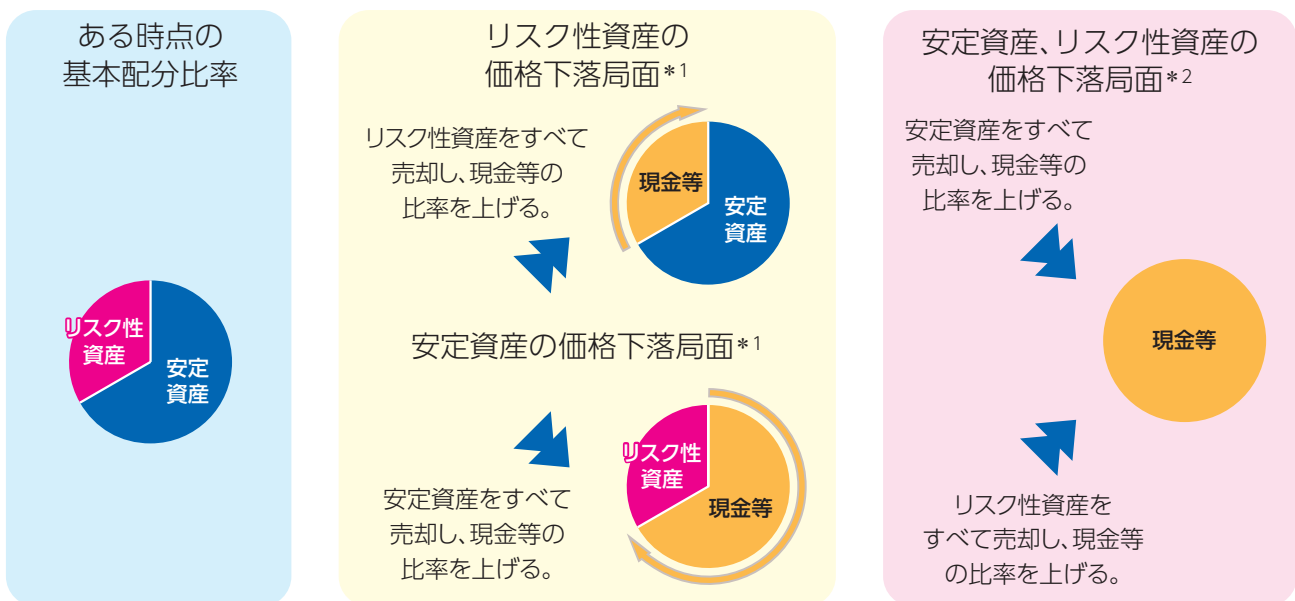 ある時点の
基本配分比率
リスク性
資産
安定
資産
リスク性資産の
価格下落局面*1
リスク性資産をすべて
売却し、現金等の
比率を上げる。
現金等
安定
資産
安定資産の価格下落局面*1
安定資産をすべて
売却し、現金等の
比率を上げる。
リスク性
資産
現金等
安定資産、リスク性資産の
価格下落局面*2
安定資産をすべて
売却し、現金等の
比率を上げる。
現金等
リスク性資産を
すべて売却し、現金等
の比率を上げる。